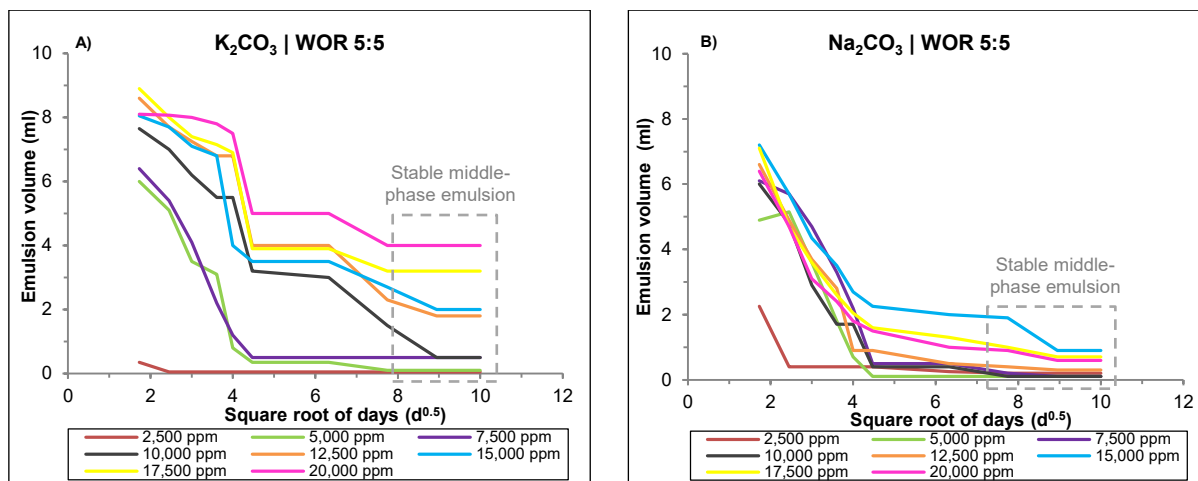 A)
K₂CO₃ | WOR 5:5
10
8
6
4
2
0
Emulsion volume (ml)
Stable middle-
phase emulsion
0 2 4 6 8 10 12
Square root of days (d⁰·⁵)
2,500 ppm 5,000 ppm 7,500 ppm
10,000 ppm 12,500 ppm 15,000 ppm
17,500 ppm 20,000 ppm
B)
Na₂CO₃ | WOR 5:5
10
8
6
4
2
0
Emulsion volume (ml)
Stable middle-
phase emulsion
0 2 4 6 8 10 12
Square root of days (d⁰·⁵)
2,500 ppm 5,000 ppm 7,500 ppm
10,000 ppm 12,500 ppm 15,000 ppm
17,500 ppm 20,000 ppm